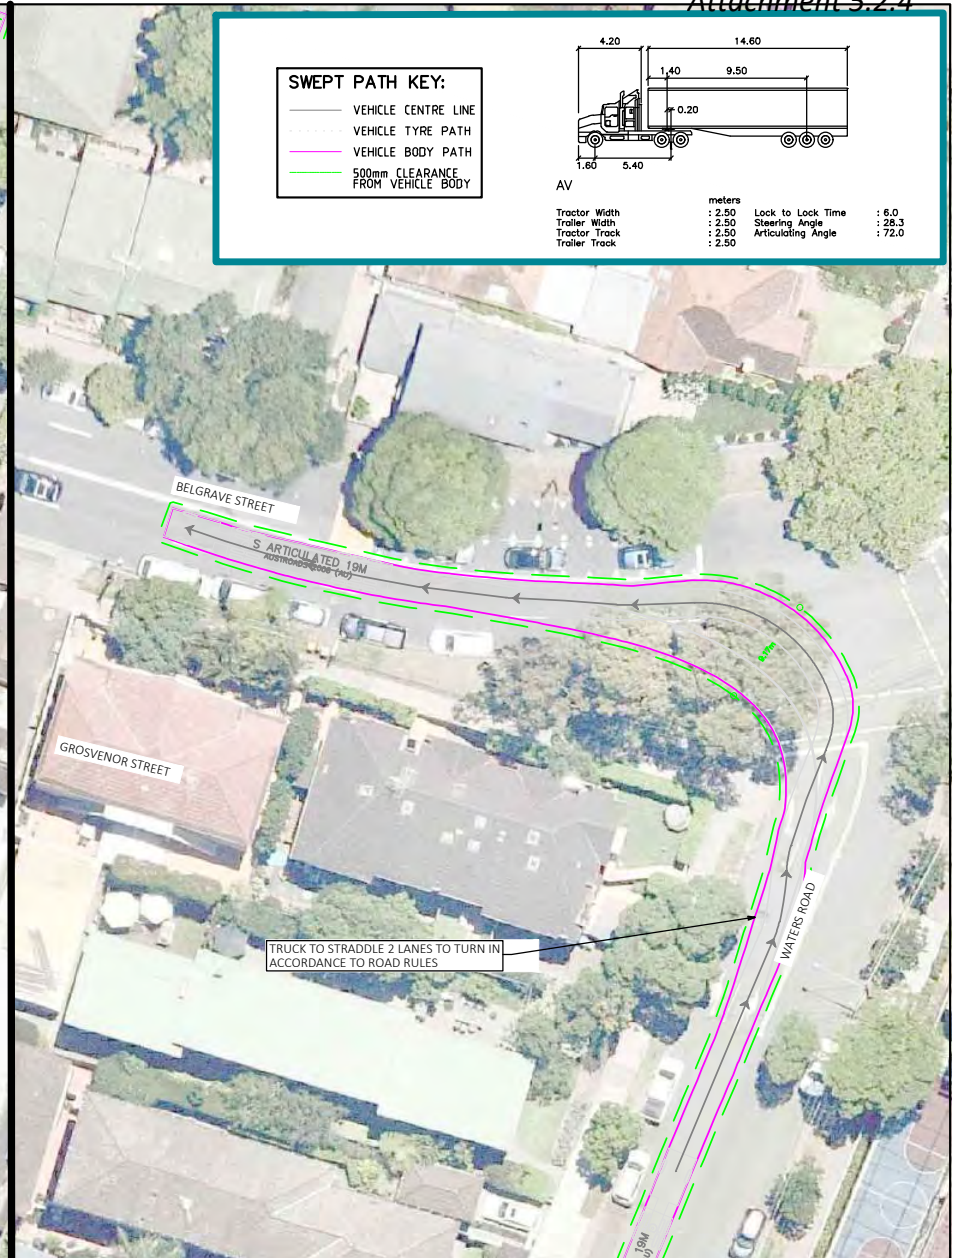 Attachment 5.2.4
SWEPT PATH KEY:
VEHICLE CENTRE LINE
VEHICLE TYRE PATH
VEHICLE BODY PATH
500mm CLEARANCE
FROM VEHICLE BODY
4.20
14.60
1.40
9.50
0.20
1.60
5.40
AV
meters
Tractor Width : 2.50 Lock to Lock Time : 6.0
Trailer Width : 2.50 Steering Angle : 28.3
Tractor Track : 2.50 Articulating Angle : 72.0
Trailer Track : 2.50
BELGRAVE STREET
S ARTICULATED 19M
(AU)
GROSVENOR STREET
WATERS ROAD
TRUCK TO STRADDLE 2 LANES TO TURN IN
ACCORDANCE TO ROAD RULES
19M